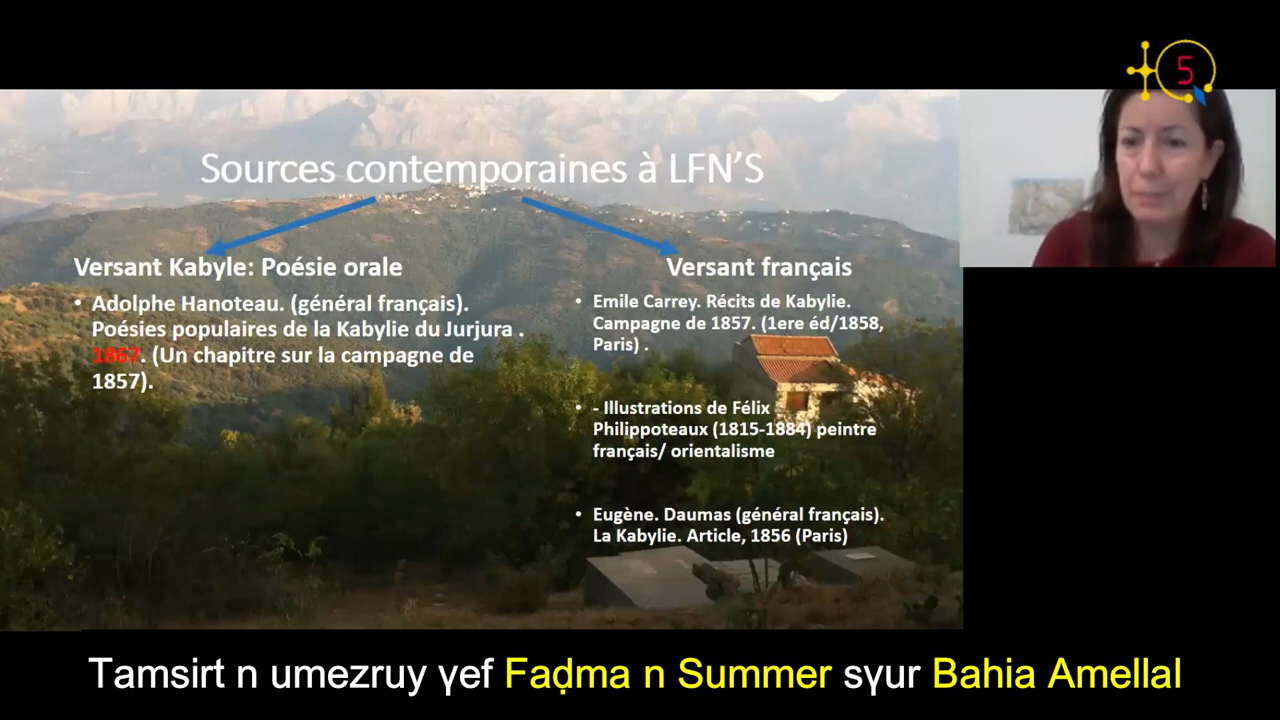 5
Sources contemporaines à LFN’S
Versant Kabyle: Poésie orale
• Adolphe Hanoteau. (général français).
Poésies populaires de la Kabylie du Jurjura .
1867. (Un chapitre sur la campagne de
1857).
Versant français
• Emile Carrey. Récits de Kabylie.
Campagne de 1857. (1ere éd/1858,
Paris) .
• - Illustrations de Félix
Philippoteaux (1815-1884) peintre
français/ orientalisme
• Eugène. Daumas (général français).
La Kabylie. Article, 1856 (Paris)
Tamsirt n umezruy γef Faḍma n Summer sγur Bahia Amellal